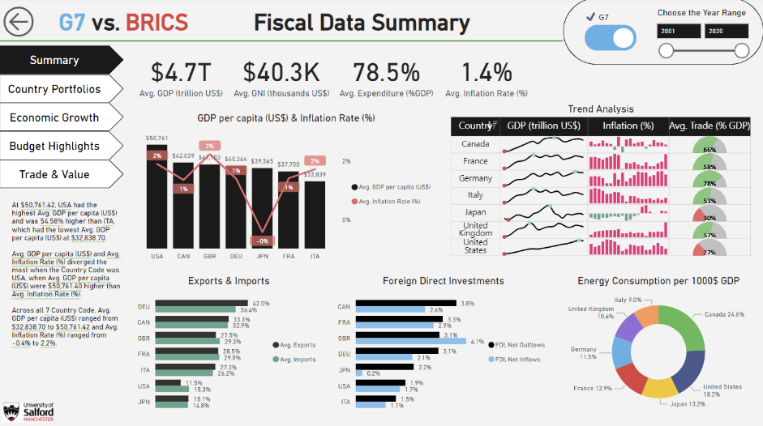 G7 vs. BRICS
Fiscal Data Summary
G7
Choose the Year Range
2001
2020
Summary
Country Portfolios
Economic Growth
Budget Highlights
Trade & Value
$4.7T
Avg. GDP (trillion US$)
$40.3K
Avg. GNI (thousands US$)
78.5%
Avg. Expenditure (%GDP)
1.4%
Avg. Inflation Rate (%)
At $50,761.42, USA had the
highest Avg. GDP per capita (US$)
and was 54.58% higher than ITA,
which had the lowest Avg. GDP
per capita (US$) at $32,838.70.
Avg. GDP per capita (US$) and Avg.
Inflation Rate (%) diverged the
most when the Country Code was
USA, when Avg. GDP per capita
(US$) were $50,761.40 higher than
Avg. Inflation Rate (%).
Across all 7 Country Code, Avg.
GDP per capita (US$) ranged from
$32,838.70 to $50,761.42 and Avg.
Inflation Rate (%) ranged from
-0.4% to 2.2%.
GDP per capita (US$) & Inflation Rate (%)
$50,761
$42,039
$40,364
$39,365
$37,700
$32,839
2%
1%
2%
1%
-0%
1%
2%
2%
0%
USA CAN GBR DEU JPN FRA ITA
Avg. GDP per capita (US$)
Avg. Inflation Rate (%)
Trend Analysis
Country GDP (trillion US$) Inflation (%) Avg. Trade (% GDP)
Canada 66%
France 58%
Germany 78%
Italy 53%
Japan 30%
United Kingdom 57%
United States 27%
Exports & Imports
DEU 42.0% 36.4%
CAN 33.3% 32.9%
GBR 27.5% 29.3%
FRA 28.5% 29.0%
ITA 27.3% 26.2%
USA 11.5% 15.3%
JPN 15.1% 16.8%
Avg. Exports
Avg. Imports
Foreign Direct Investments
CAN 3.8% 2.6%
FRA 3.3% 2.9%
GBR 3.1% 4.1%
DEU 3.1% 2.1%
JPN 2.2% 0.2%
USA 1.9% 1.7%
ITA 1.5% 1.1%
FDI, Net Outflows
FDI, Net Inflows
Energy Consumption per 1000$ GDP
Italy 9.0%
United Kingdom 10.6%
Canada 24.6%
Germany 11.5%
United States 18.2%
France 12.9%
Japan 13.2%
University of
Salford
MANCHESTER